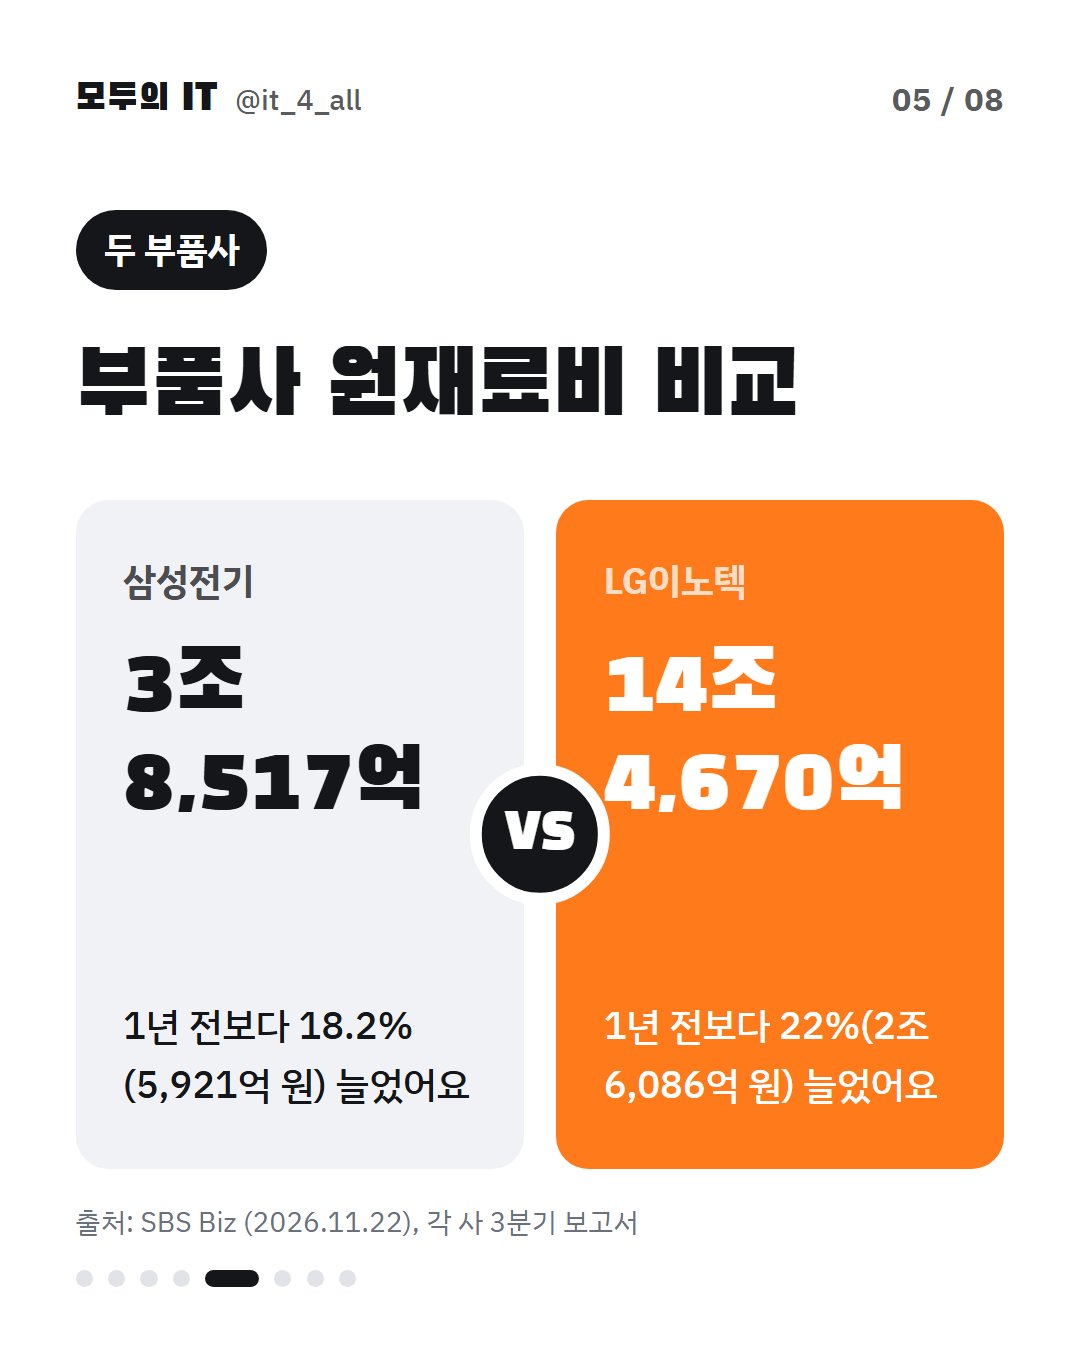 모두의 IT @it_4_all
05 / 08
두 부품사
부품사 원재료비 비교
삼성전기
3조
8,517억
1년 전보다 18.2%
(5,921억 원) 늘었어요
VS
LG이노텍
14조
4,670억
1년 전보다 22%(2조
6,086억 원) 늘었어요
출처: SBS Biz (2026.11.22), 각 사 3분기 보고서